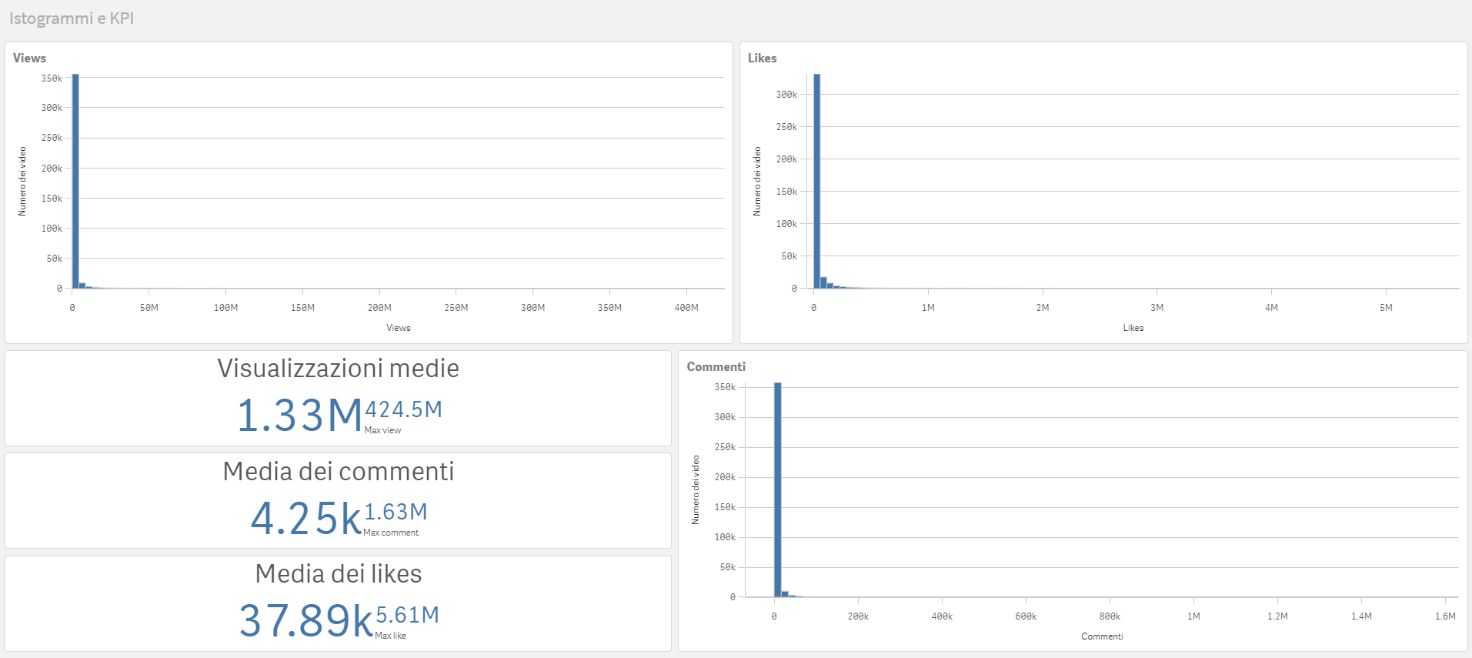 Istogrammi e KPI
Views
350k
300k
250k
200k
150k
100k
50k
0
Numero dei video
0 50M 100M 150M 200M 250M 300M 350M 400M
Views
Likes
300k
250k
200k
150k
100k
50k
0
Numero dei video
0 1M 2M 3M 4M 5M
Likes
Visualizzazioni medie
1.33M 424.5M
Max view
Media dei commenti
4.25k 1.63M
Max comment
Media dei likes
37.89k 5.61M
Max like
Commenti
350k
300k
250k
200k
150k
100k
50k
0
Numero dei video
0 200k 400k 600k 800k 1M 1.2M 1.4M 1.6M
Commenti